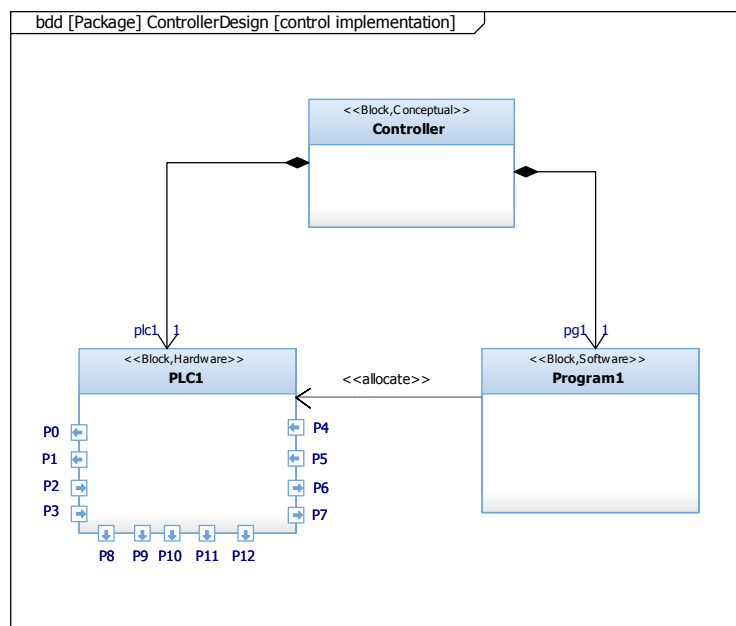 bdd [Package] ControllerDesign [control implementation]
<<Block,Conceptual>>
Controller
plc1 1
pg1 1
<<Block,Hardware>>
PLC1
<<allocate>>
<<Block,Software>>
Program1
P0
P1
P2
P3
P4
P5
P6
P7
P8 P9 P10 P11 P12